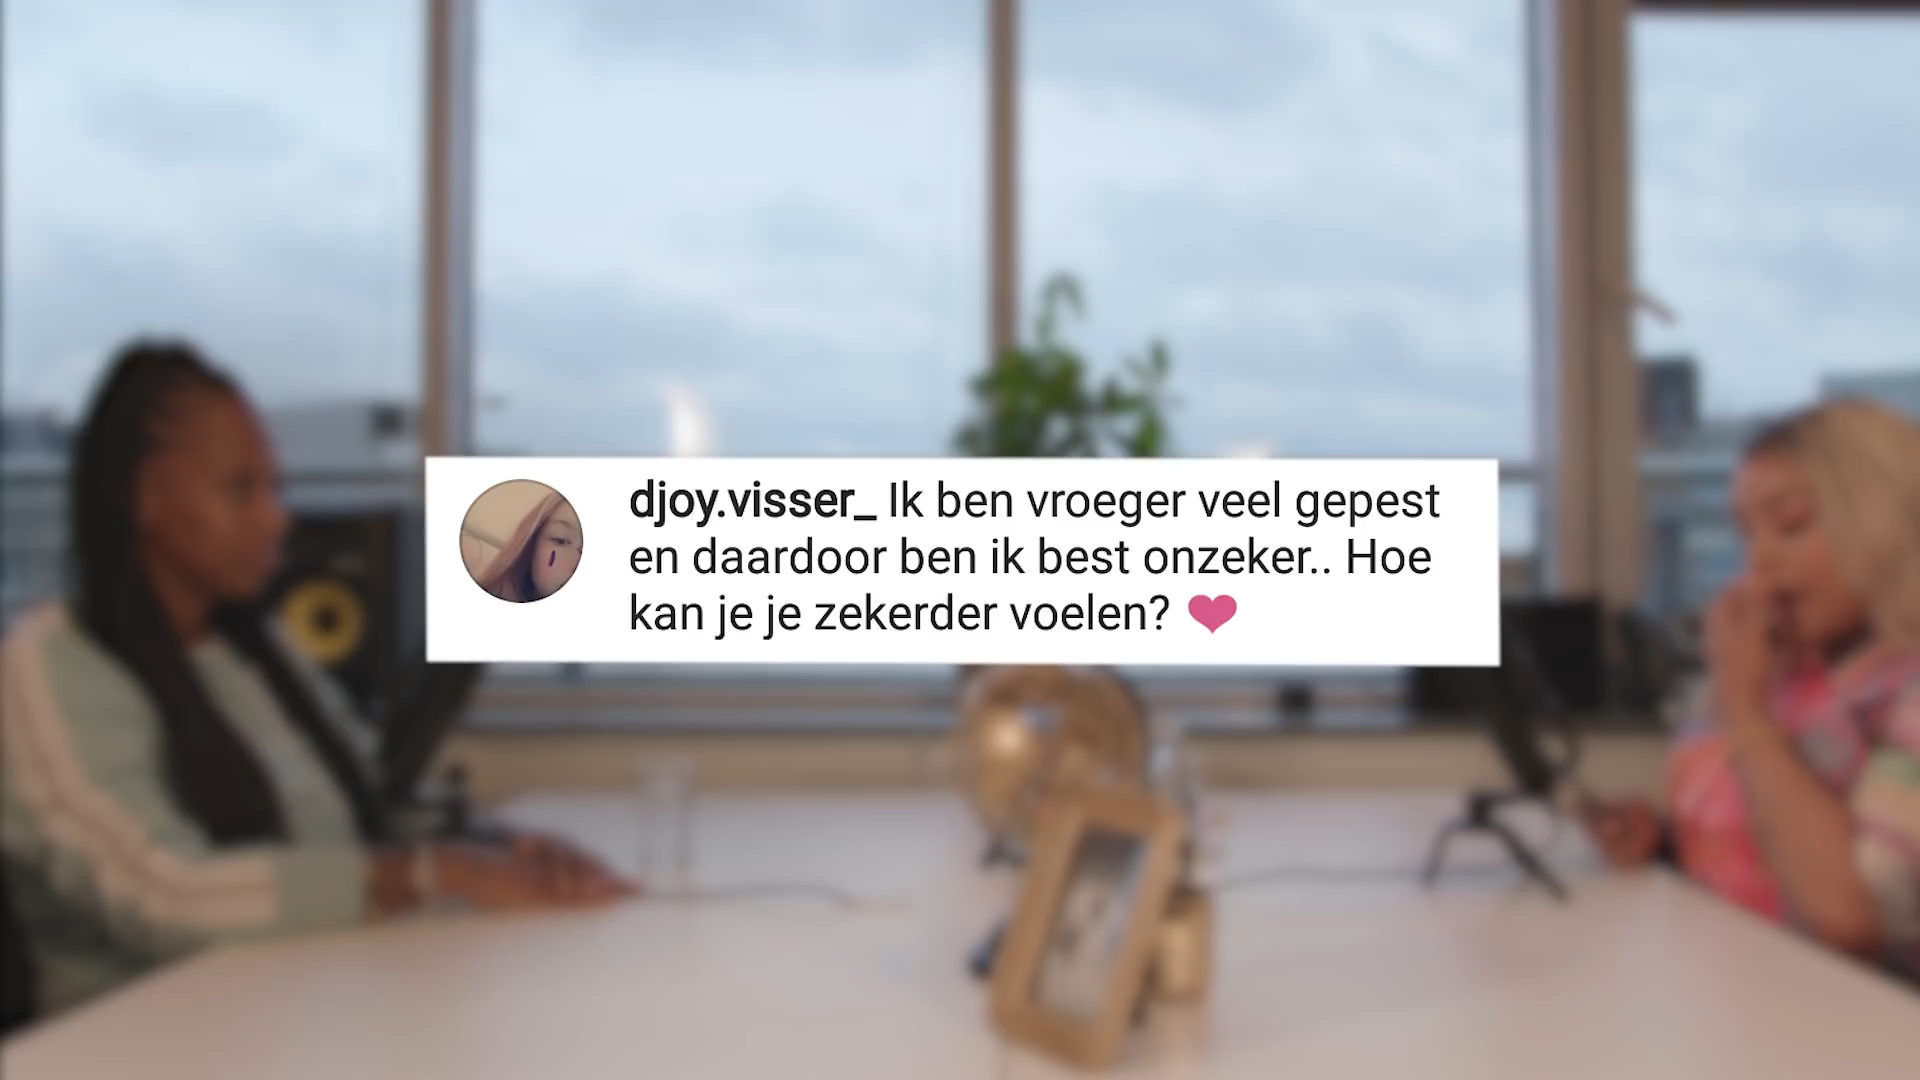 djoy.visser_ Ik ben vroeger veel gepest
en daardoor ben ik best onzeker.. Hoe
kan je je zekerder voelen? ❤